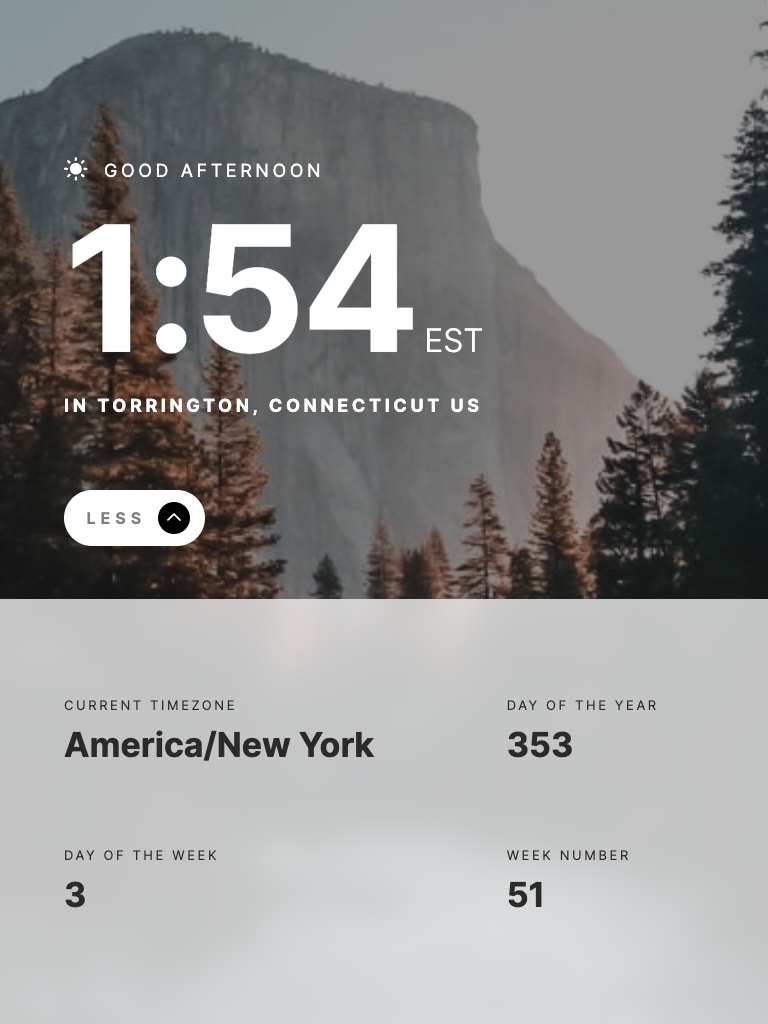 GOOD AFTERNOON
1:54 EST
IN TORRINGTON, CONNECTICUT US
LESS
CURRENT TIMEZONE
America/New York
DAY OF THE YEAR
353
DAY OF THE WEEK
3
WEEK NUMBER
51